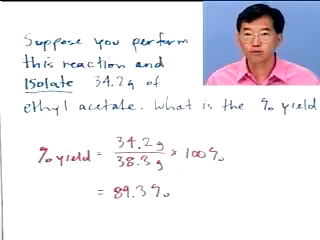 Suppose you perform
this reaction and
Isolate 34.2g of
ethyl acetate. What is the % yield
% yield = 34.2g / 38.3g × 100%
= 89.3%